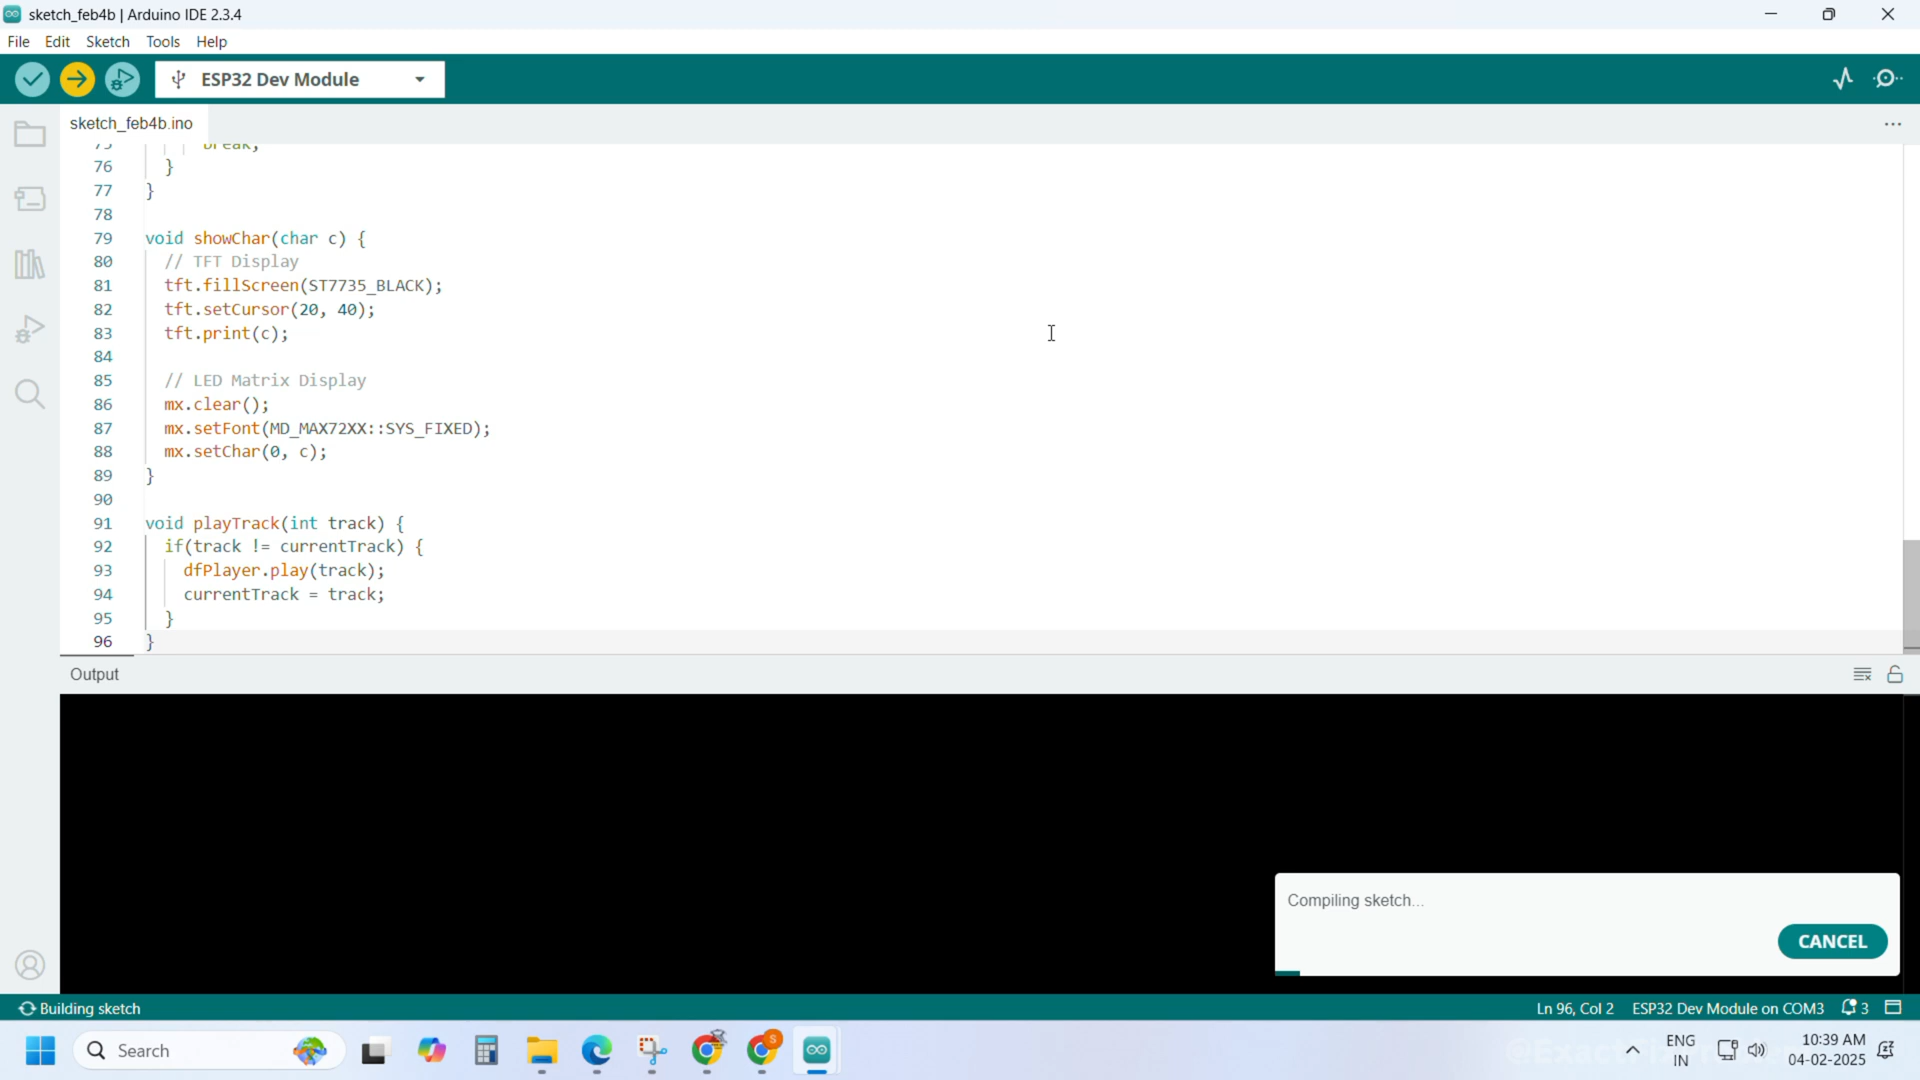 sketch_feb4b | Arduino IDE 2.3.4
File Edit Sketch Tools Help
ESP32 Dev Module
sketch_feb4b.ino
75 break;
76 }
77 }
78
79 void showChar(char c) {
80 // TFT Display
81 tft.fillScreen(ST7735_BLACK);
82 tft.setCursor(20, 40);
83 tft.print(c);
84
85 // LED Matrix Display
86 mx.clear();
87 mx.setFont(MD_MAX72XX::SYS_FIXED);
88 mx.setChar(0, c);
89 }
90
91 void playTrack(int track) {
92 if(track != currentTrack) {
93 dfPlayer.play(track);
94 currentTrack = track;
95 }
96 }
Output
Compiling sketch...
CANCEL
Building sketch
Ln 96, Col 2 ESP32 Dev Module on COM3 3
Search
S
ENG
IN
10:39 AM
04-02-2025